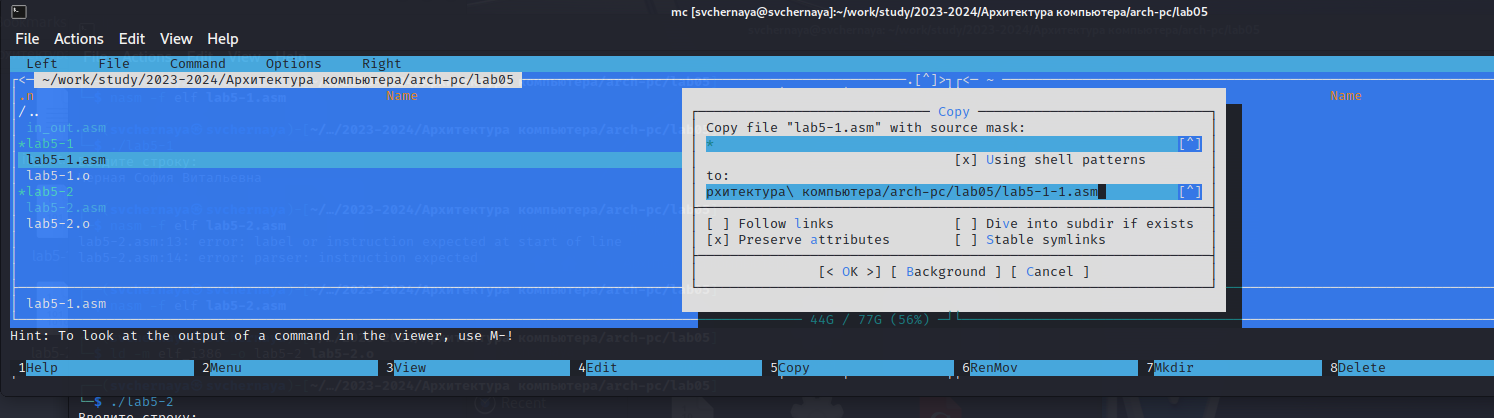 mc [svchernaya@svchernaya]:~/work/study/2023-2024/Архитектура компьютера/arch-pc/lab05
File Actions Edit View Help
Left File Command Options Right
<─ ~/work/study/2023-2024/Архитектура компьютера/arch-pc/lab05 .[^]> <─ ~
.n Name Name
/..
in_out.asm
*lab5-1
lab5-1.asm
lab5-1.o
*lab5-2
lab5-2.asm
lab5-2.o
lab5-1.asm
Copy
Copy file "lab5-1.asm" with source mask:
* [^]
[x] Using shell patterns
to:
рхитектура\ компьютера/arch-pc/lab05/lab5-1-1.asm [^]
[ ] Follow links [ ] Dive into subdir if exists
[x] Preserve attributes [ ] Stable symlinks
[< OK >] [ Background ] [ Cancel ]
44G / 77G (56%)
Hint: To look at the output of a command in the viewer, use M-!
1Help 2Menu 3View 4Edit 5Copy 6RenMov 7Mkdir 8Delete
└─$ ./lab5-2
Введите строку: